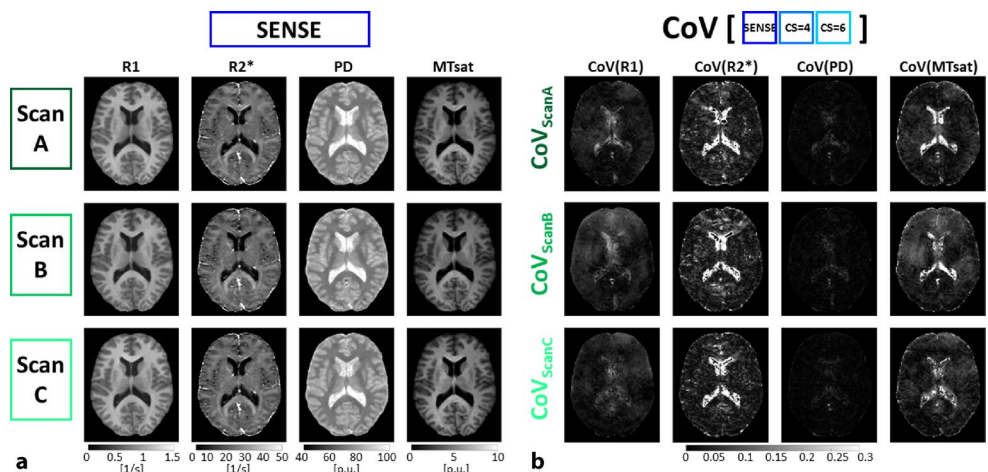 SENSE
R1 R2* PD MTsat
Scan
A
Scan
B
Scan
C
0 0.5 1 1.5
[1/s]
0 10 20 30 40 50
[1/s]
40 60 80 100
[p.u.]
0 5 10
[p.u.]
a
CoV [ SENSE CS=4 CS=6 ]
CoV(R1) CoV(R2*) CoV(PD) CoV(MTsat)
CoVScanA
CoVScanB
CoVScanC
0 0.05 0.1 0.15 0.2 0.25 0.3
b